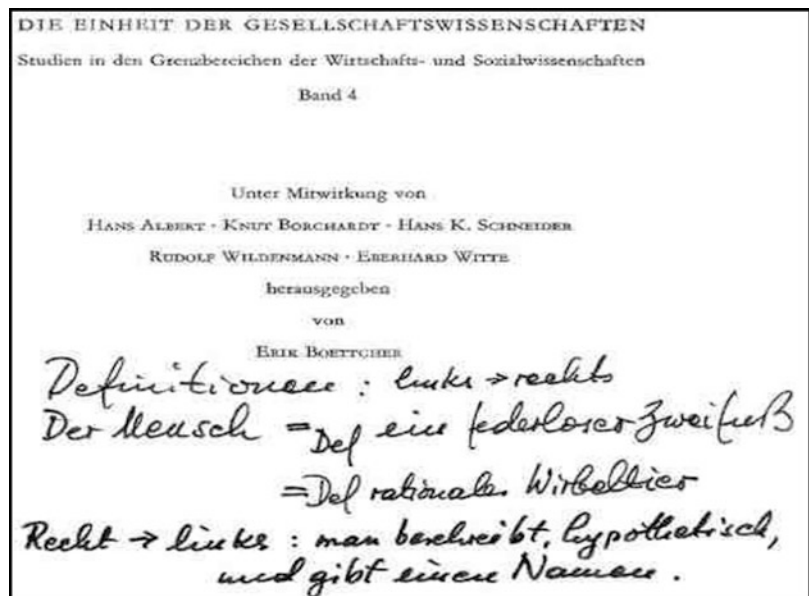 DIE EINHEIT DER GESELLSCHAFTSWISSENSCHAFTEN
Studien in den Grenzbereichen der Wirtschafts- und Sozialwissenschaften
Band 4
Unter Mitwirkung von
HANS ALBERT · KNUT BORCHARDT · HANS K. SCHNEIDER
RUDOLF WILDENMANN · EBERHARD WITTE
herausgegeben
von
ERIK BOETTCHER
Definitionen : links → rechts
Der Mensch =Def ein federloser Zweifuß
=Def rationales Wirbeltier
Recht → links : man beschreibt, hypothetisch,
und gibt einen Namen.